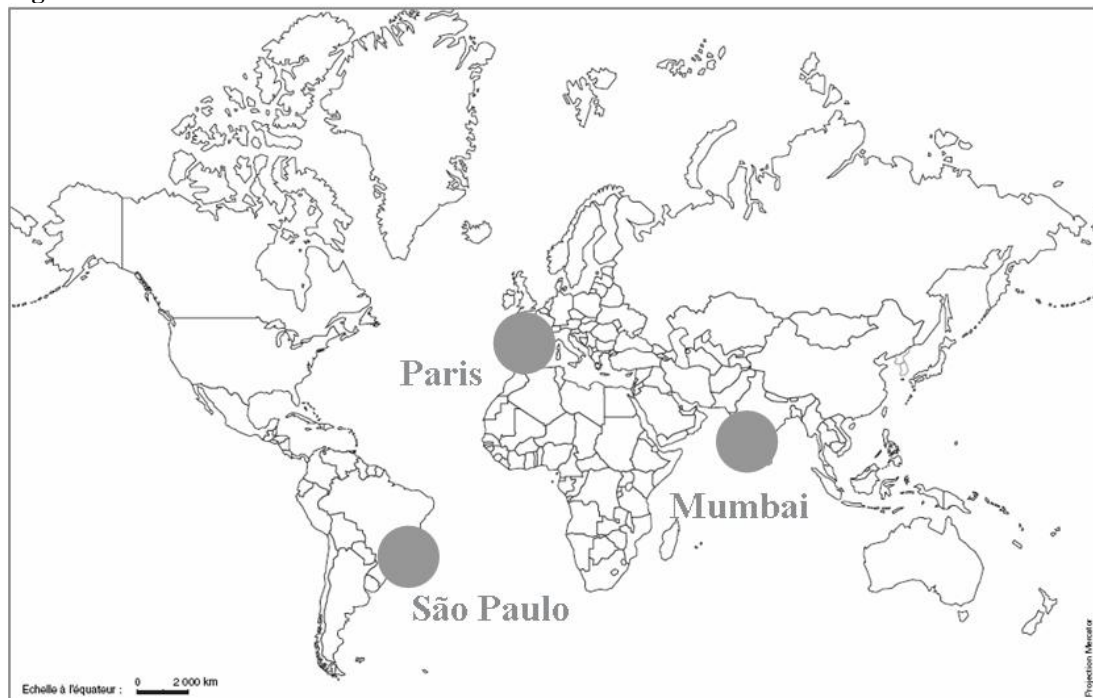 Paris
Mumbai
São Paulo
Echelle à l'équateur : 0 2 000 km
Projection Mercator